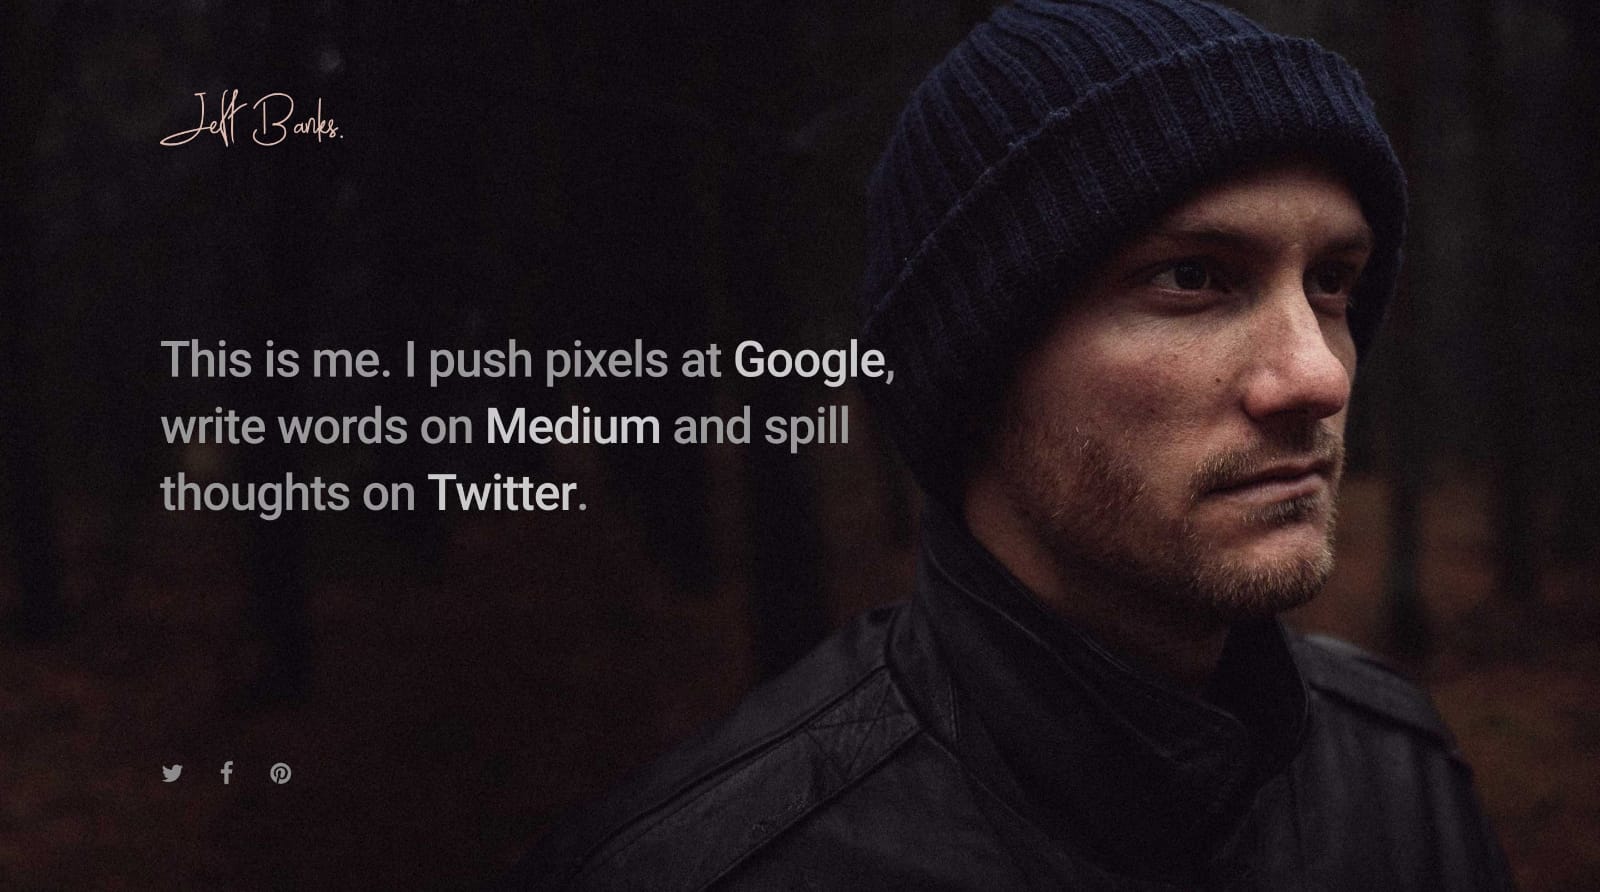 Jeff Banks.
This is me. I push pixels at Google,
write words on Medium and spill
thoughts on Twitter.